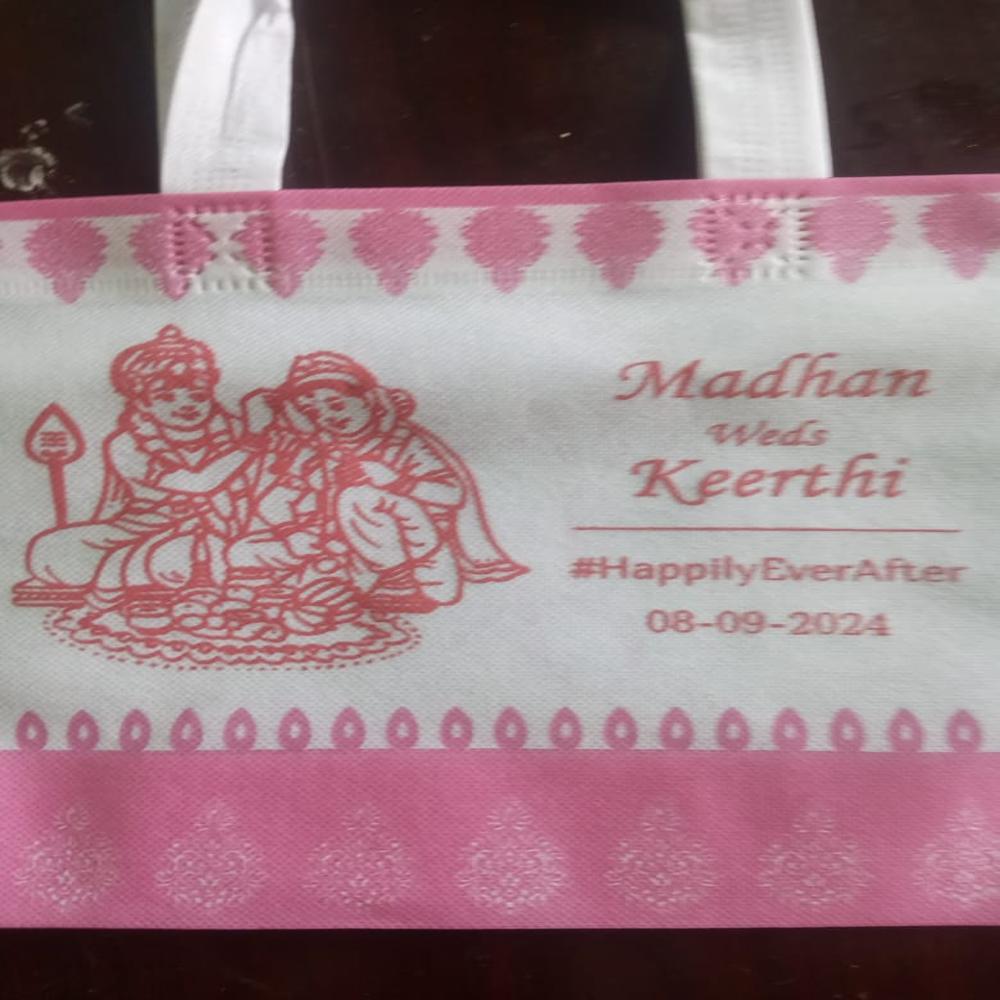 Madhan
Weds
Keerthi
#HappilyEverAfter
08-09-2024